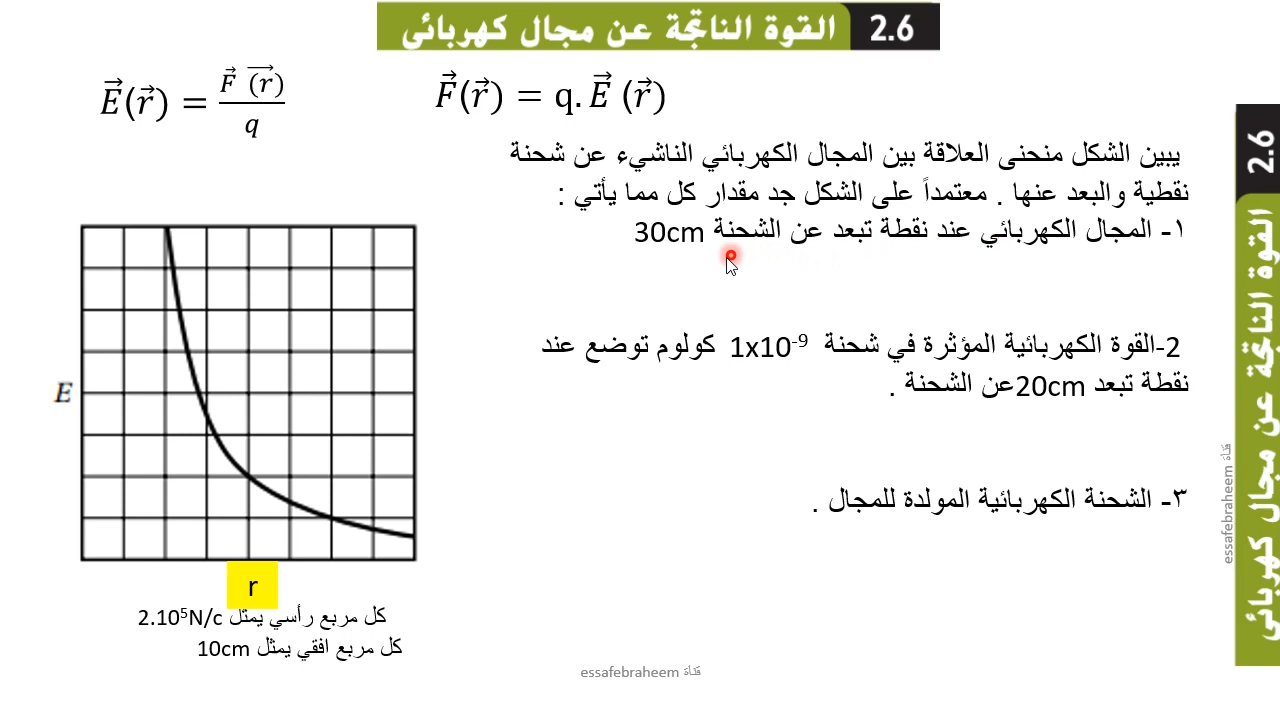 2.6 القوة الناتجة عن مجال كهربائي
E⃗(r⃗) = F⃗ (r⃗) / q
F⃗(r⃗) = q. E⃗ (r⃗)
يبين الشكل منحنى العلاقة بين المجال الكهربائي الناشيء عن شحنة
نقطية والبعد عنها . معتمداً على الشكل جد مقدار كل مما يأتي :
١- المجال الكهربائي عند نقطة تبعد عن الشحنة 30cm
2-القوة الكهربائية المؤثرة في شحنة 1x10⁻⁹ كولوم توضع عند
نقطة تبعد 20cm عن الشحنة .
٣- الشحنة الكهربائية المولدة للمجال .
E
r
كل مربع رأسي يمثل 2.10⁵N/c
كل مربع افقي يمثل 10cm
قناة essafebraheem
2.6 القوة الناتجة عن مجال كهربائي
قناة essafebraheem